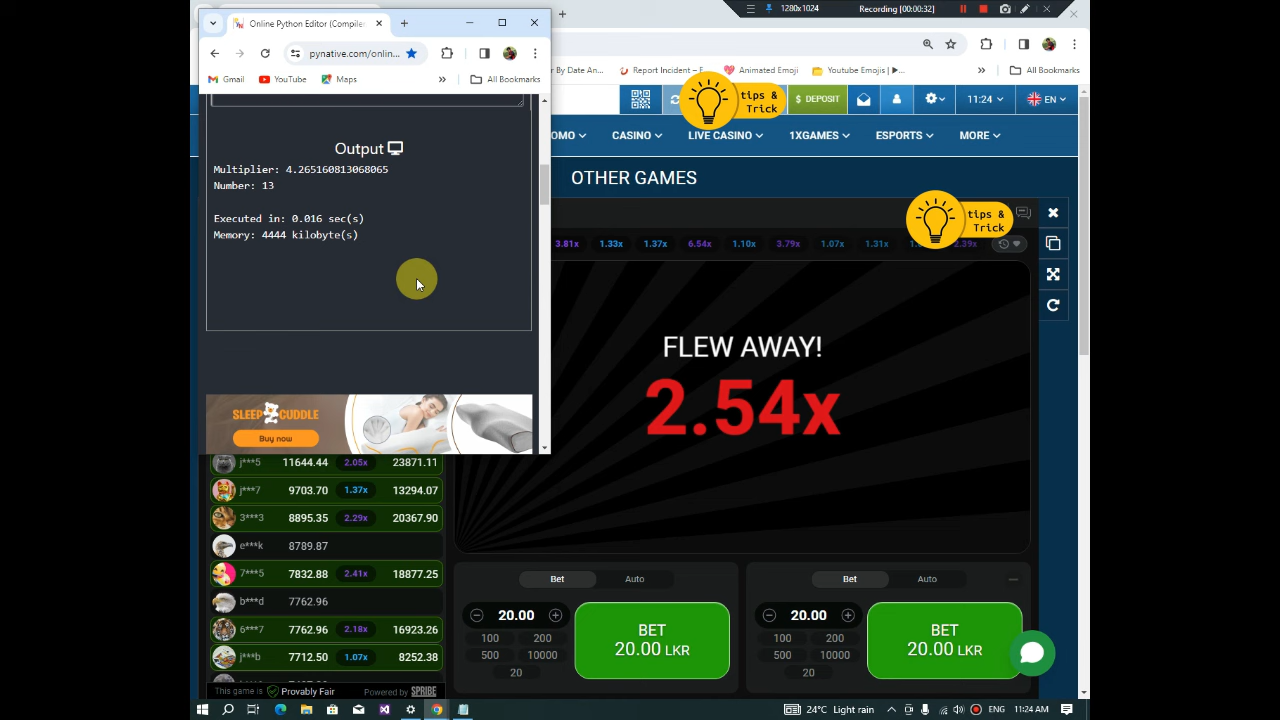 Online Python Editor (Compiler
1280x1024
Recording [00:00:32]
pynative.com/onlin...
Gmail
YouTube
Maps
All Bookmarks
By Date An...
Report Incident – F...
Animated Emoji
Youtube Emojis | ▶...
All Bookmarks
tips &
Trick
$ DEPOSIT
11:24
EN
OMO
CASINO
LIVE CASINO
1XGAMES
ESPORTS
MORE
Output
Multiplier: 4.265160813068065
Number: 13
Executed in: 0.016 sec(s)
Memory: 4444 kilobyte(s)
SLEEP CUDDLE
Buy now
OTHER GAMES
tips &
Trick
3.81x
1.33x
1.37x
6.54x
1.10x
3.79x
1.07x
1.31x
2.39x
FLEW AWAY!
2.54x
j***5 11644.44 2.05x 23871.11
j***7 9703.70 1.37x 13294.07
3***3 8895.35 2.29x 20367.90
e***k 8789.87
7***5 7832.88 2.41x 18877.25
b***d 7762.96
6***7 7762.96 2.18x 16923.26
j***b 7712.50 1.07x 8252.38
This game is Provably Fair Powered by SPRIBE
Bet Auto
20.00
100 200
500 10000
20
BET
20.00 LKR
Bet Auto
20.00
100 200
500 10000
20
BET
20.00 LKR
24°C Light rain
ENG
11:24 AM